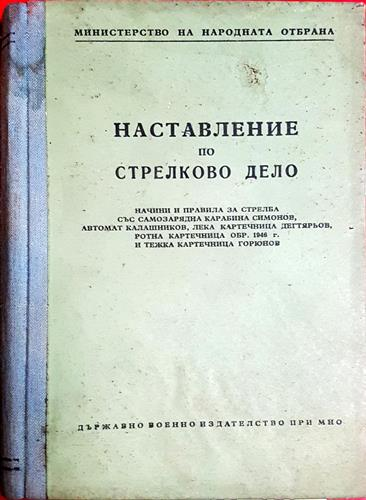 МИНИСТЕРСТВО НА НАРОДНАТА ОТБРАНА
НАСТАВЛЕНИЕ
ПО
СТРЕЛКОВО ДЕЛО
НАЧИНИ И ПРАВИЛА ЗА СТРЕЛБА
СЪС САМОЗАРЯДНА КАРАБИНА СИМОНОВ,
АВТОМАТ КАЛАШНИКОВ, ЛЕКА КАРТЕЧНИЦА ДЕГТЯРЬОВ,
РОТНА КАРТЕЧНИЦА ОБР. 1946 г.
И ТЕЖКА КАРТЕЧНИЦА ГОРЮНОВ
ДЪРЖАВНО ВОЕННО ИЗДАТЕЛСТВО ПРИ МНО